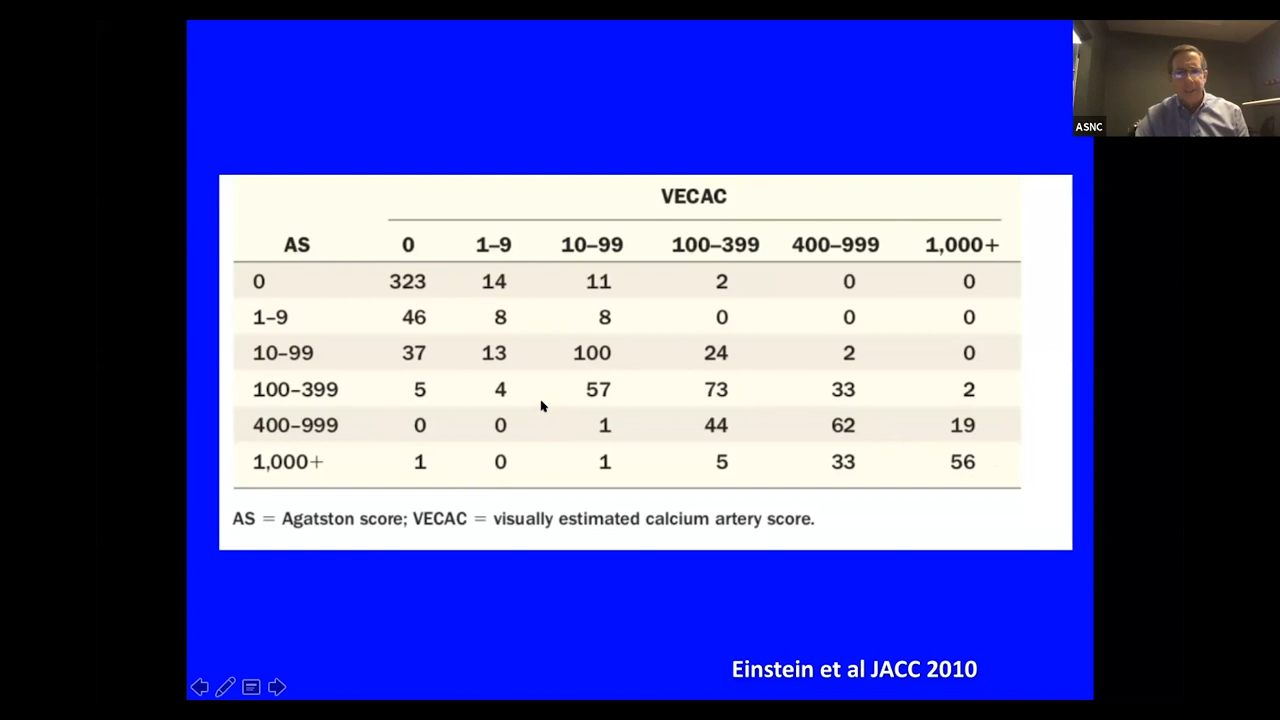 ASNC
VECAC
AS 0 1–9 10–99 100–399 400–999 1,000+
0 323 14 11 2 0 0
1–9 46 8 8 0 0 0
10–99 37 13 100 24 2 0
100–399 5 4 57 73 33 2
400–999 0 0 1 44 62 19
1,000+ 1 0 1 5 33 56
AS = Agatston score; VECAC = visually estimated calcium artery score.
Einstein et al JACC 2010